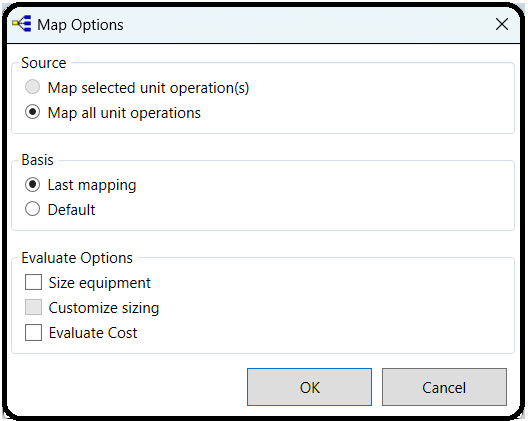 Map Options
Source
Map selected unit operation(s)
Map all unit operations
Basis
Last mapping
Default
Evaluate Options
Size equipment
Customize sizing
Evaluate Cost
OK Cancel